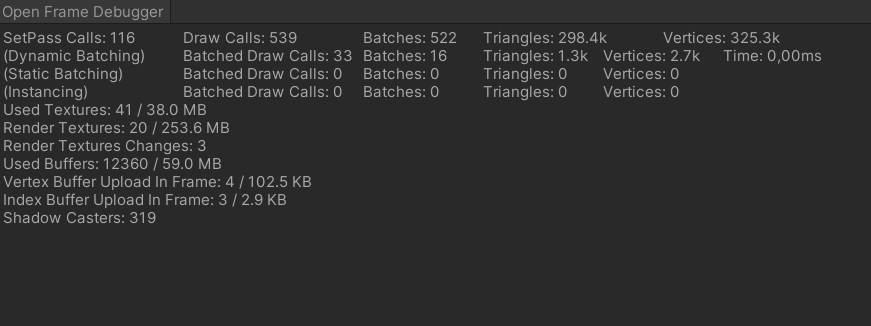 Open Frame Debugger
SetPass Calls: 116 Draw Calls: 539 Batches: 522 Triangles: 298.4k Vertices: 325.3k
(Dynamic Batching) Batched Draw Calls: 33 Batches: 16 Triangles: 1.3k Vertices: 2.7k Time: 0,00ms
(Static Batching) Batched Draw Calls: 0 Batches: 0 Triangles: 0 Vertices: 0
(Instancing) Batched Draw Calls: 0 Batches: 0 Triangles: 0 Vertices: 0
Used Textures: 41 / 38.0 MB
Render Textures: 20 / 253.6 MB
Render Textures Changes: 3
Used Buffers: 12360 / 59.0 MB
Vertex Buffer Upload In Frame: 4 / 102.5 KB
Index Buffer Upload In Frame: 3 / 2.9 KB
Shadow Casters: 319